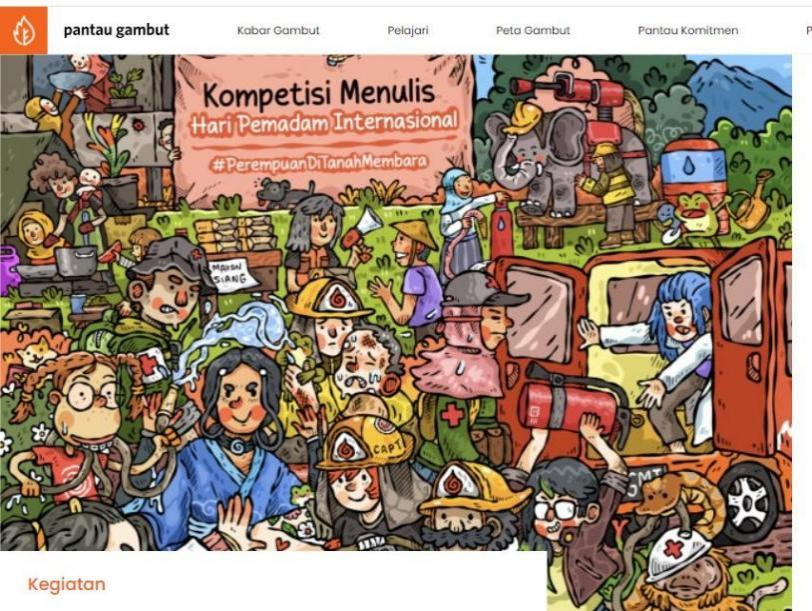 pantau gambut Kabar Gambut Pelajari Peta Gambut Pantau Komitmen P
Kompetisi Menulis
Hari Pemadam Internasional
#PerempuanDiTanahMembara
MAKAN
SIANG
CAPT
GMT
Kegiatan